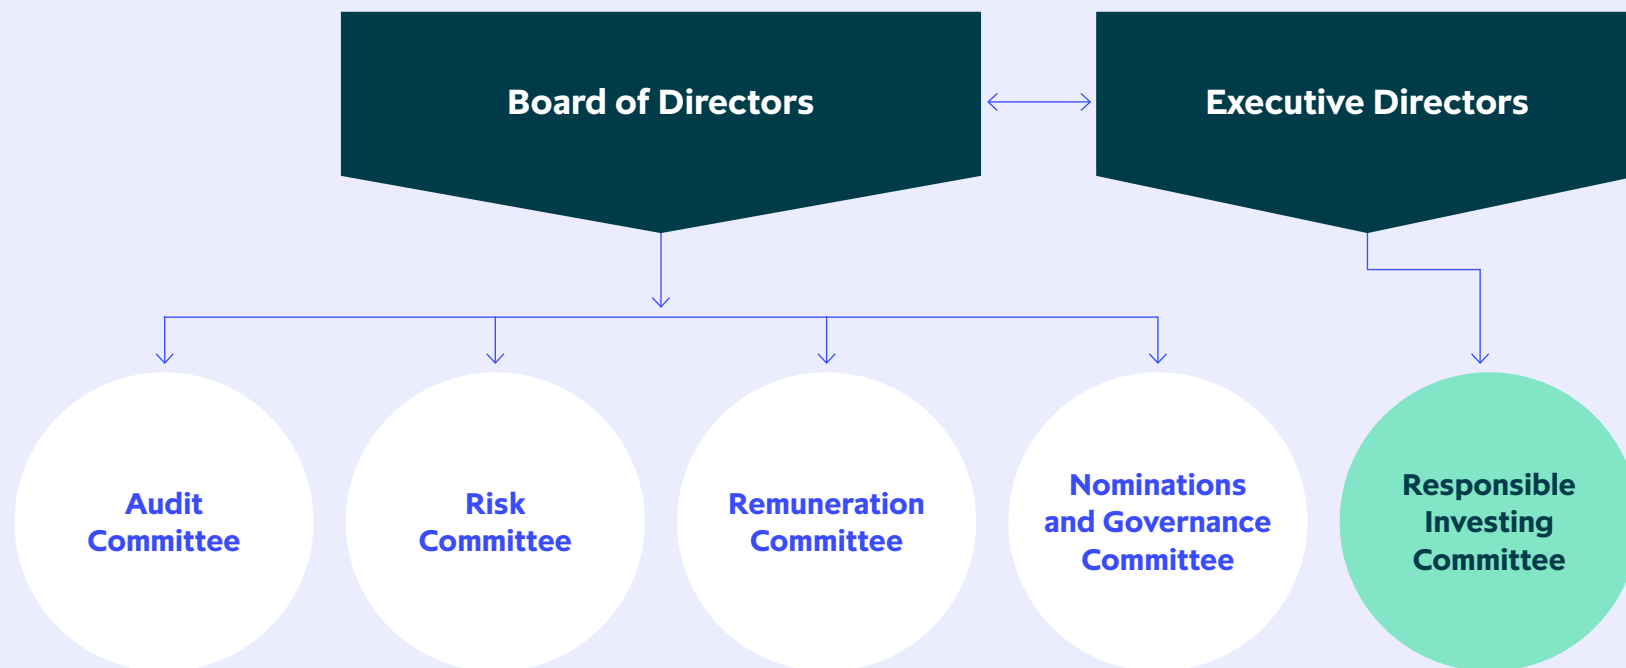 Board of Directors
Executive Directors
Audit
Committee
Risk
Committee
Remuneration
Committee
Nominations
and Governance
Committee
Responsible
Investing
Committee